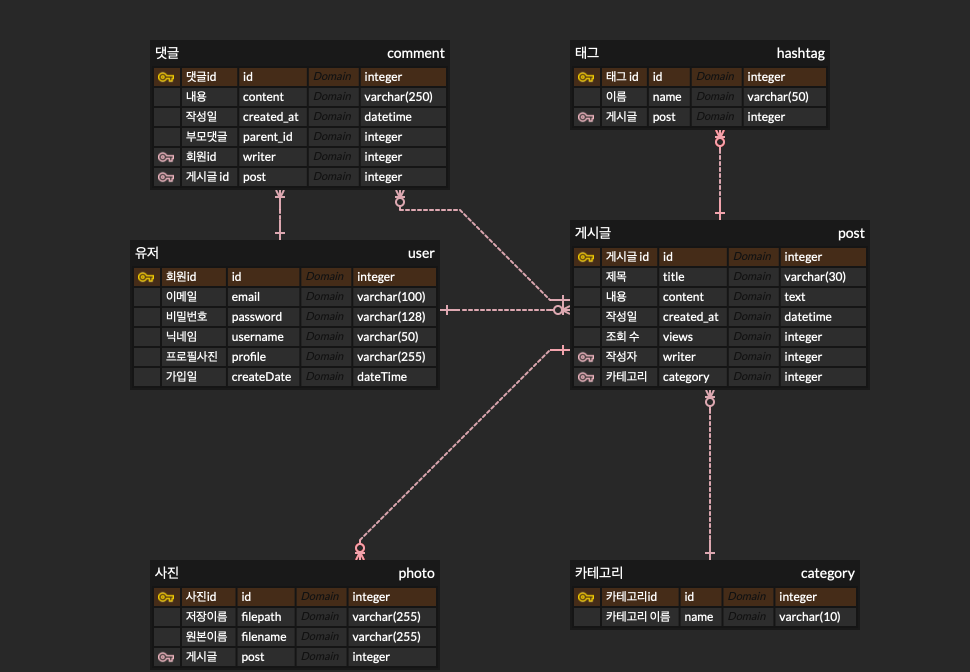 댓글 comment
댓글id id Domain integer
내용 content Domain varchar(250)
작성일 created_at Domain datetime
부모댓글 parent_id Domain integer
회원id writer Domain integer
게시글 id post Domain integer
태그 hashtag
태그 id id Domain integer
이름 name Domain varchar(50)
게시글 post Domain integer
유저 user
회원id id Domain integer
이메일 email Domain varchar(100)
비밀번호 password Domain varchar(128)
닉네임 username Domain varchar(50)
프로필사진 profile Domain varchar(255)
가입일 createDate Domain dateTime
게시글 post
게시글 id id Domain integer
제목 title Domain varchar(30)
내용 content Domain text
작성일 created_at Domain datetime
조회 수 views Domain integer
작성자 writer Domain integer
카테고리 category Domain integer
사진 photo
사진id id Domain integer
저장이름 filepath Domain varchar(255)
원본이름 filename Domain varchar(255)
게시글 post Domain integer
카테고리 category
카테고리id id Domain integer
카테고리 이름 name Domain varchar(10)